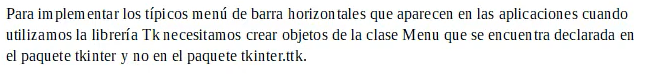 Para implementar los típicos menú de barra horizontales que aparecen en las aplicaciones cuando
utilizamos la librería Tk necesitamos crear objetos de la clase Menu que se encuentra declarada en
el paquete tkinter y no en el paquete tkinter.ttk.